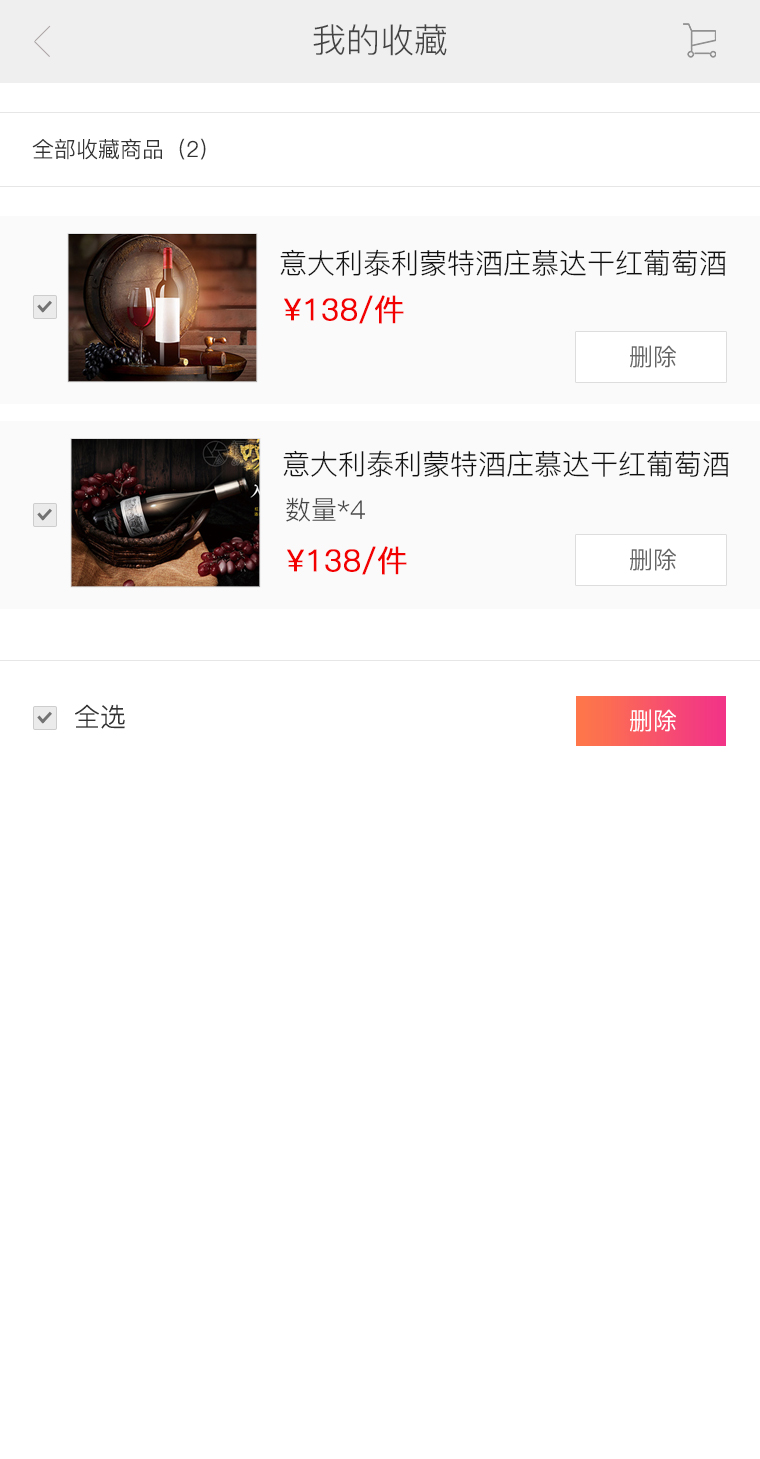 我的收藏
全部收藏商品（2）
意大利泰利蒙特酒庄慕达干红葡萄酒
¥138/件
删除
意大利泰利蒙特酒庄慕达干红葡萄酒
数量*4
¥138/件
删除
全选
删除